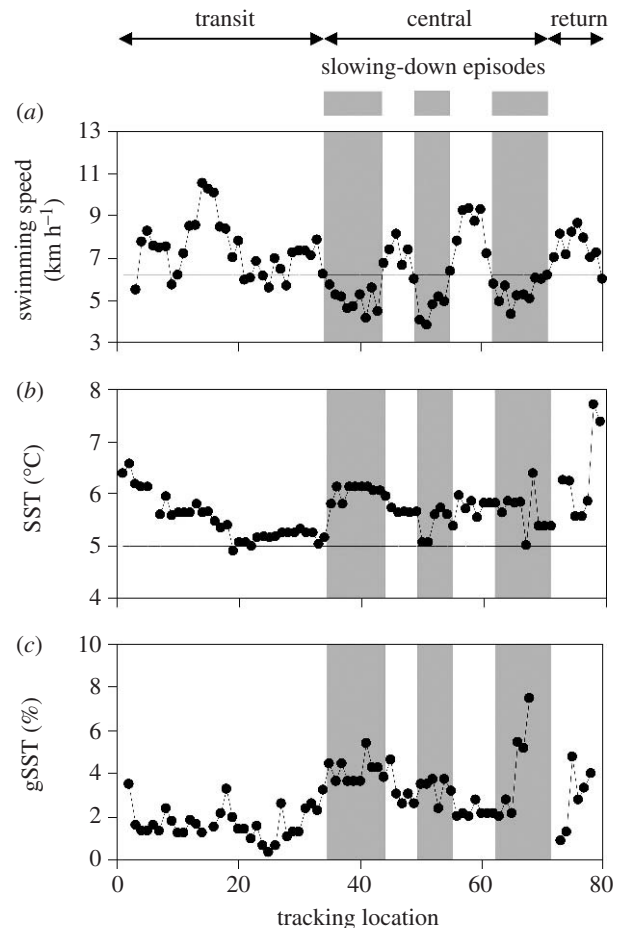 transit central return
slowing-down episodes
(a)
13
11
9
7
5
3
swimming speed
(km h⁻¹)
(b)
8
7
6
5
4
SST (°C)
(c)
10
8
6
4
2
0
gSST (%)
0 20 40 60 80
tracking location